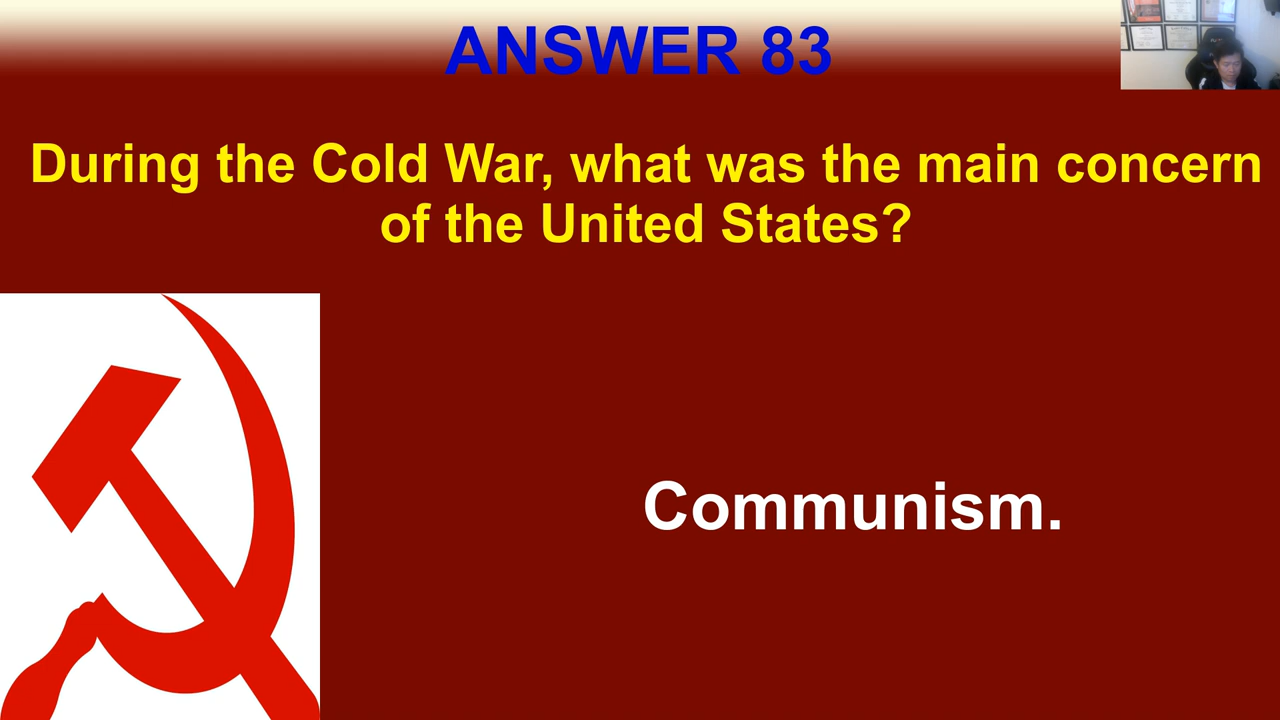 ANSWER 83
During the Cold War, what was the main concern
of the United States?
Communism.